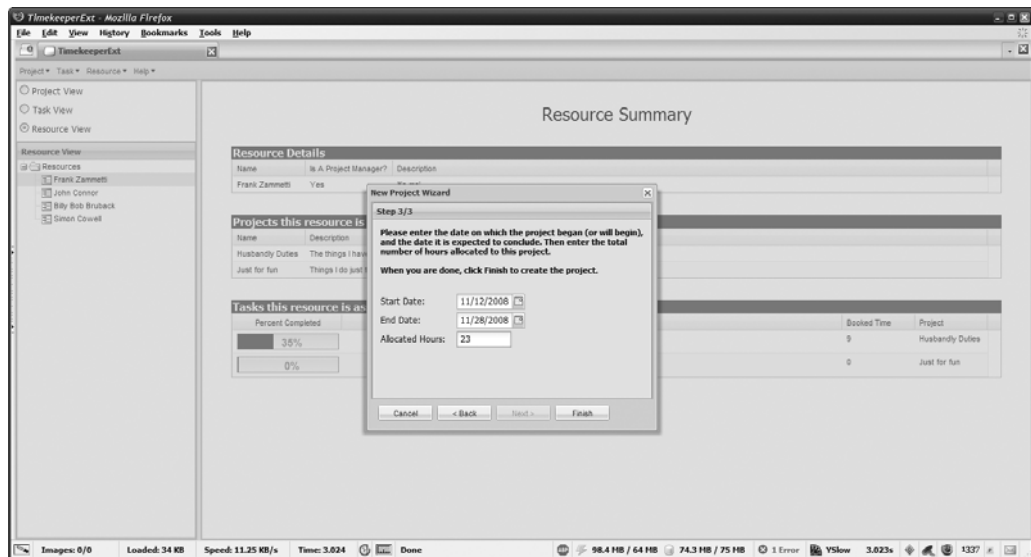 TimekeeperExt - Mozilla Firefox
File Edit View History Bookmarks Tools Help
TimekeeperExt
Project Task Resource Help
Project View
Task View
Resource View
Resource View
Resources
Frank Zammetti
John Connor
Billy Bob Bruback
Simon Cowell
Resource Summary
Resource Details
Name Is A Project Manager? Description
Frank Zammetti Yes
Projects this resource is
Name Description
Husbandly Duties The things I have
Just for fun Things I do just
Tasks this resource is as
Percent Completed Booked Time Project
35% 9 Husbandly Duties
0% 0 Just for fun
New Project Wizard
Step 3/3
Please enter the date on which the project began (or will begin),
and the date it is expected to conclude. Then enter the total
number of hours allocated to this project.
When you are done, click Finish to create the project.
Start Date: 11/12/2008
End Date: 11/28/2008
Allocated Hours: 23
Cancel < Back Next > Finish
Images: 0/0 Loaded: 34 KB Speed: 11.25 KB/s Time: 3.024 Done ABP 98.4 MB / 64 MB 74.3 MB / 75 MB 1 Error YSlow 3.023s 1337